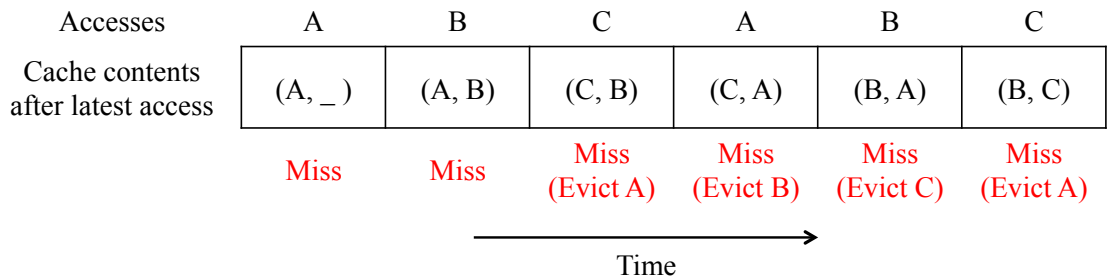 Accesses A B C A B C
Cache contents
after latest access
(A, _ ) (A, B) (C, B) (C, A) (B, A) (B, C)
Miss Miss Miss Miss Miss Miss
(Evict A) (Evict B) (Evict C) (Evict A)
Time